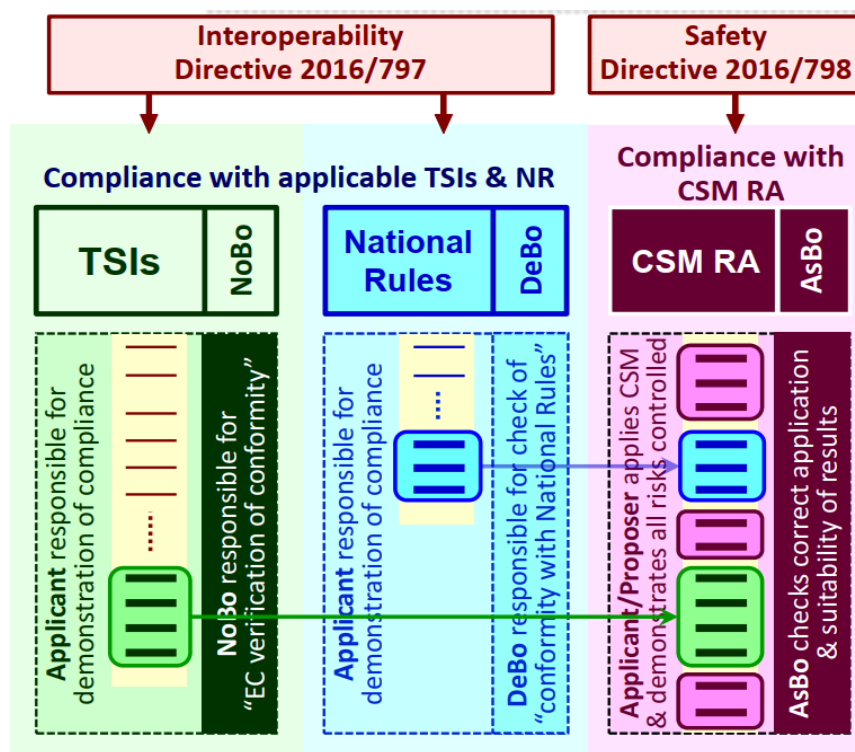 Interoperability
Directive 2016/797
Safety
Directive 2016/798
Compliance with applicable TSIs & NR
Compliance with
CSM RA
TSIs
NoBo
National
Rules
DeBo
CSM RA
AsBo
Applicant responsible for
demonstration of compliance
NoBo responsible for
“EC verification of conformity”
Applicant responsible for
demonstration of compliance
DeBo responsible for check of
“conformity with National Rules”
Applicant/Proposer applies CSM
& demonstrates all risks controlled
AsBo checks correct application
& suitability of results